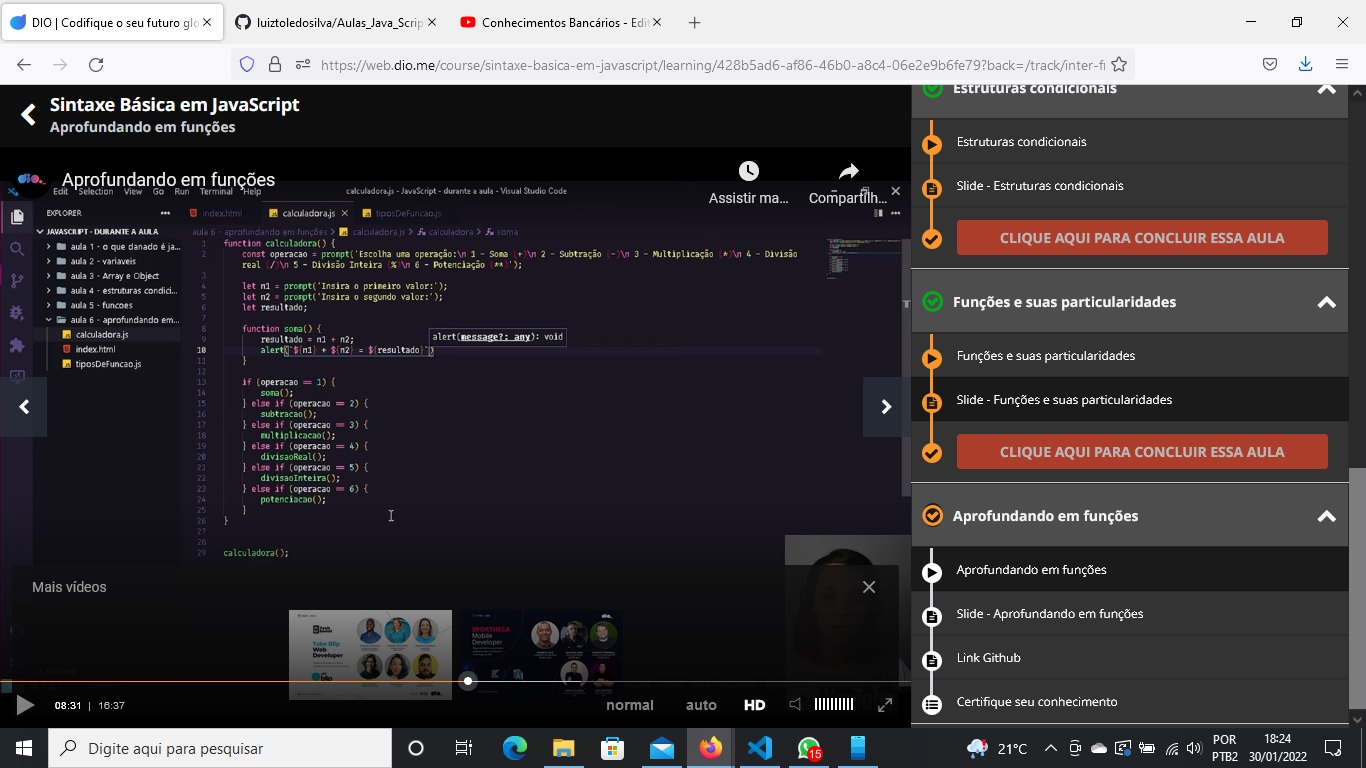 DIO | Codifique o seu futuro glo
luiztoledosilva/Aulas_Java_Scrip
Conhecimentos Bancários - Edit
https://web.dio.me/course/sintaxe-basica-em-javascript/learning/428b5ad6-af86-46b0-a8c4-06e2e9b6fe79?back=/track/inter-fr
Sintaxe Básica em JavaScript
Aprofundando em funções
dio.
Aprofundando em funções
Assistir ma...
Compartilh...
Edit Selection View Go Run Terminal Help
calculadora.js - JavaScript - durante a aula - Visual Studio Code
EXPLORER
index.html
calculadora.js
tiposDeFuncao.js
JAVASCRIPT - DURANTE A AULA
aula 6 - aprofundando em funções > calculadora.js > calculadora > soma
aula 1 - o que danado é ja...
aula 2 - variaveis
aula 3 - Array e Object
aula 4 - estruturas condici...
aula 5 - funcoes
aula 6 - aprofundando em...
calculadora.js
index.html
tiposDeFuncao.js
1 function calculadora() {
2 const operacao = prompt('Escolha uma operação:\n 1 - Soma (+)\n 2 - Subtração (-)\n 3 - Multiplicação (*)\n 4 - Divisão
real (/)\n 5 - Divisão Inteira (%)\n 6 - Potenciação (**)');
3
4 let n1 = prompt('Insira o primeiro valor:');
5 let n2 = prompt('Insira o segundo valor:');
6 let resultado;
7
8 function soma() {
9 resultado = n1 + n2;
alert(message?: any): void
10 alert(`${n1} + ${n2} = ${resultado}`)
11 }
12
13 if (operacao == 1) {
14 soma();
15 } else if (operacao == 2) {
16 subtracao();
17 } else if (operacao == 3) {
18 multiplicacao();
19 } else if (operacao == 4) {
20 divisaoReal();
21 } else if (operacao == 5) {
22 divisaoInteira();
23 } else if (operacao == 6) {
24 potenciacao();
25 }
26 }
27
28
29 calculadora();
Mais vídeos
Take Blip
Web
Developer
SPORTHECA
Mobile
Developer
08:31 | 16:37
normal
auto
HD
Estruturas condicionais
Estruturas condicionais
Slide - Estruturas condicionais
CLIQUE AQUI PARA CONCLUIR ESSA AULA
Funções e suas particularidades
Funções e suas particularidades
Slide - Funções e suas particularidades
CLIQUE AQUI PARA CONCLUIR ESSA AULA
Aprofundando em funções
Aprofundando em funções
Slide - Aprofundando em funções
Link Github
Certifique seu conhecimento
Digite aqui para pesquisar
15
21°C
POR
PTB2
18:24
30/01/2022